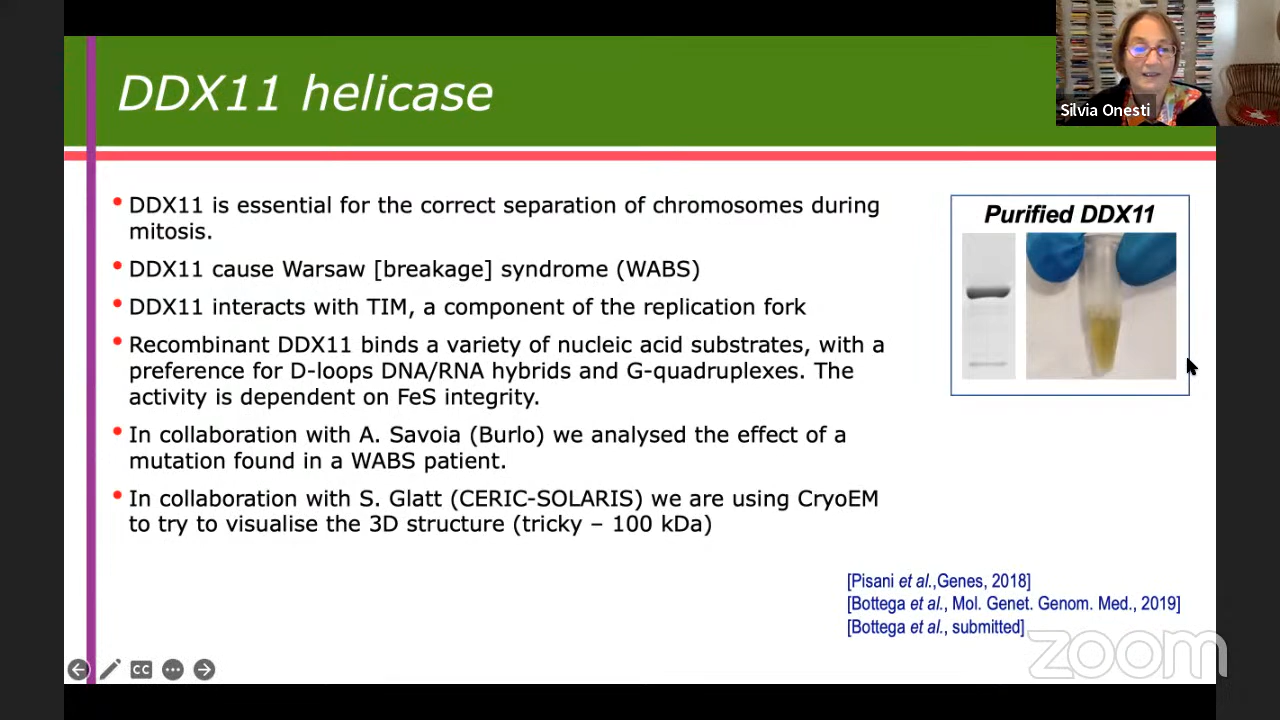 DDX11 helicase
Silvia Onesti
• DDX11 is essential for the correct separation of chromosomes during
mitosis.
• DDX11 cause Warsaw [breakage] syndrome (WABS)
• DDX11 interacts with TIM, a component of the replication fork
• Recombinant DDX11 binds a variety of nucleic acid substrates, with a
preference for D-loops DNA/RNA hybrids and G-quadruplexes. The
activity is dependent on FeS integrity.
• In collaboration with A. Savoia (Burlo) we analysed the effect of a
mutation found in a WABS patient.
• In collaboration with S. Glatt (CERIC-SOLARIS) we are using CryoEM
to try to visualise the 3D structure (tricky – 100 kDa)
Purified DDX11
[Pisani et al.,Genes, 2018]
[Bottega et al., Mol. Genet. Genom. Med., 2019]
[Bottega et al., submitted]
CC
zoom